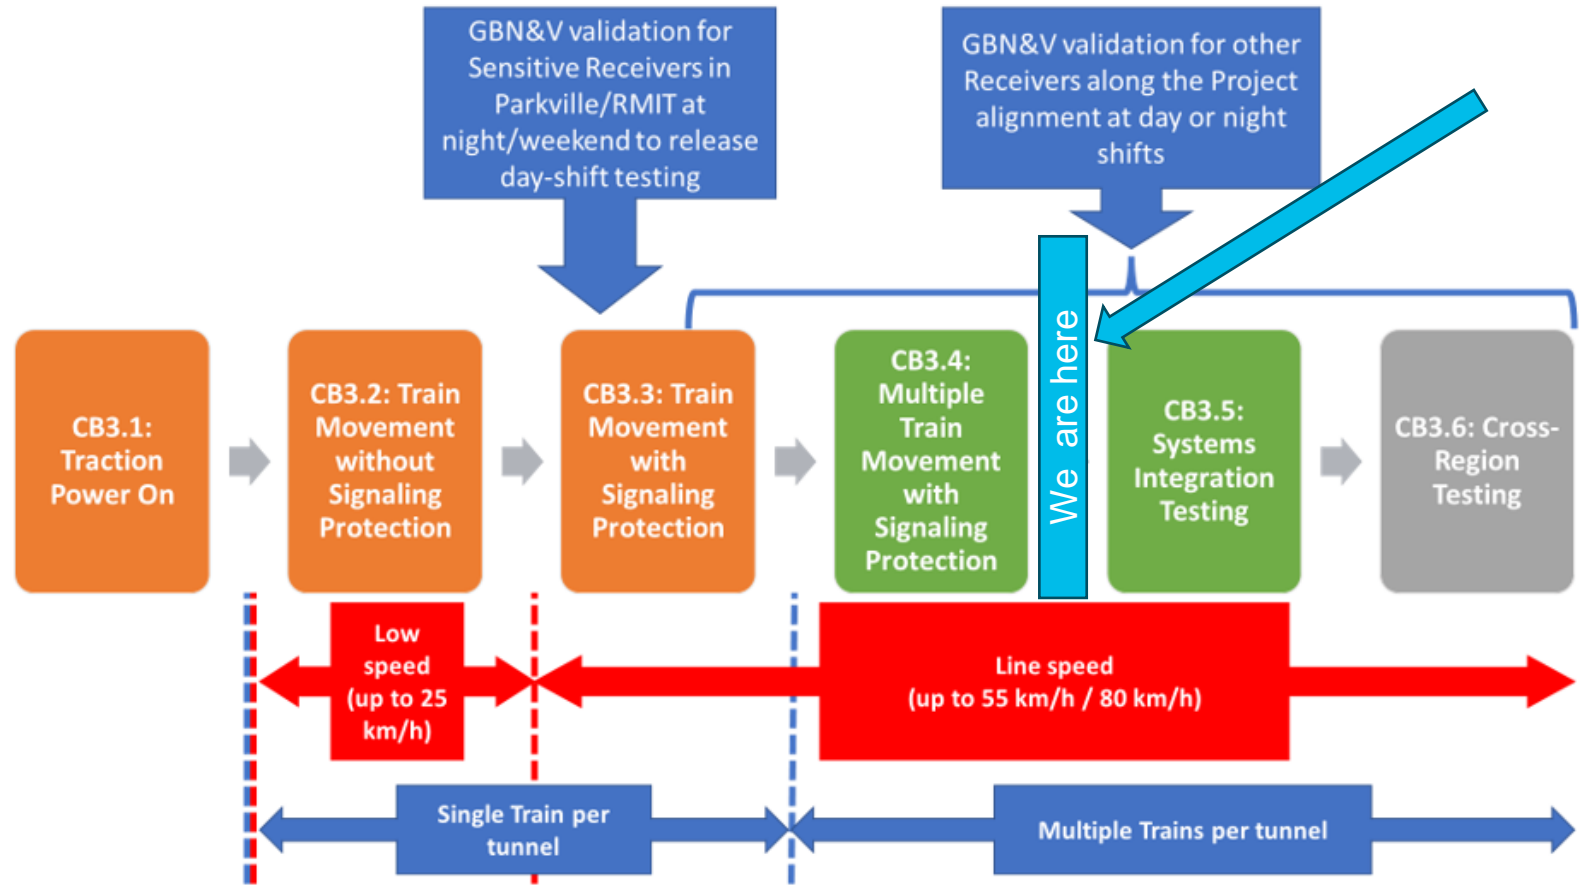 GBN&V validation for
Sensitive Receivers in
Parkville/RMIT at
night/weekend to release
day-shift testing
GBN&V validation for other
Receivers along the Project
alignment at day or night
shifts
CB3.1:
Traction
Power On
CB3.2: Train
Movement
without
Signaling
Protection
CB3.3: Train
Movement
with
Signaling
Protection
CB3.4:
Multiple
Train
Movement
with
Signaling
Protection
We are here
CB3.5:
Systems
Integration
Testing
CB3.6: Cross-
Region
Testing
Low
speed
(up to 25
km/h)
Line speed
(up to 55 km/h / 80 km/h)
Single Train per
tunnel
Multiple Trains per tunnel